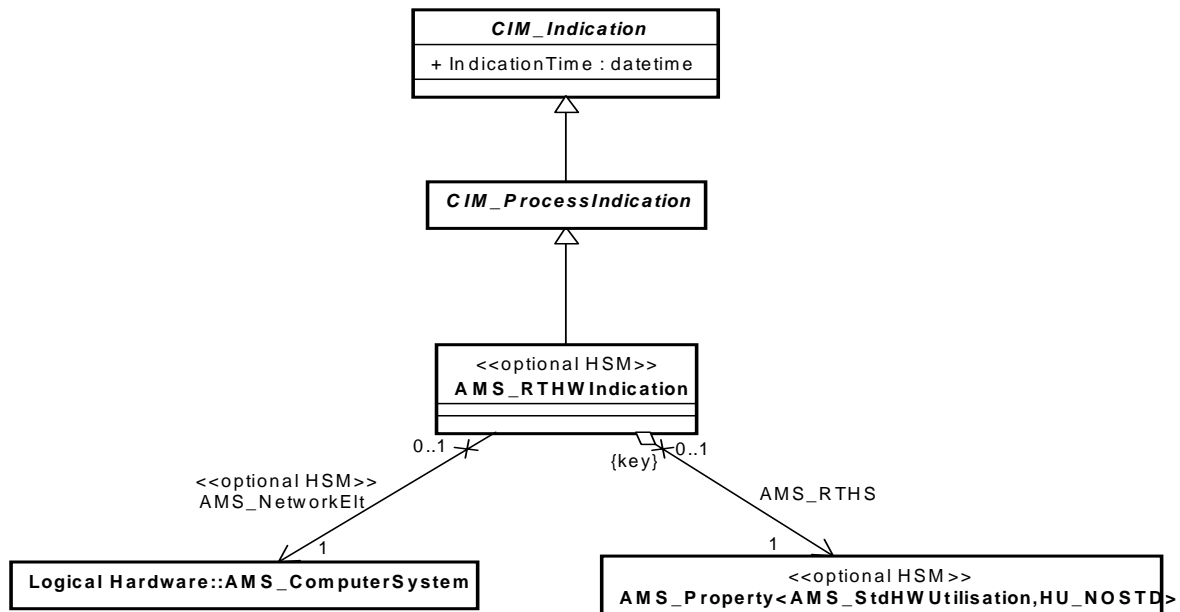 CIM_Indication
+ IndicationTime : datetime
CIM_ProcessIndication
<<optional HSM>>
AMS_RTHWIndication
0..1
0..1
{key}
<<optional HSM>>
AMS_NetworkElt
AMS_RTHS
1
1
Logical Hardware::AMS_ComputerSystem
<<optional HSM>>
AMS_Property<AMS_StdHWUtilisation,HU_NOSTD>